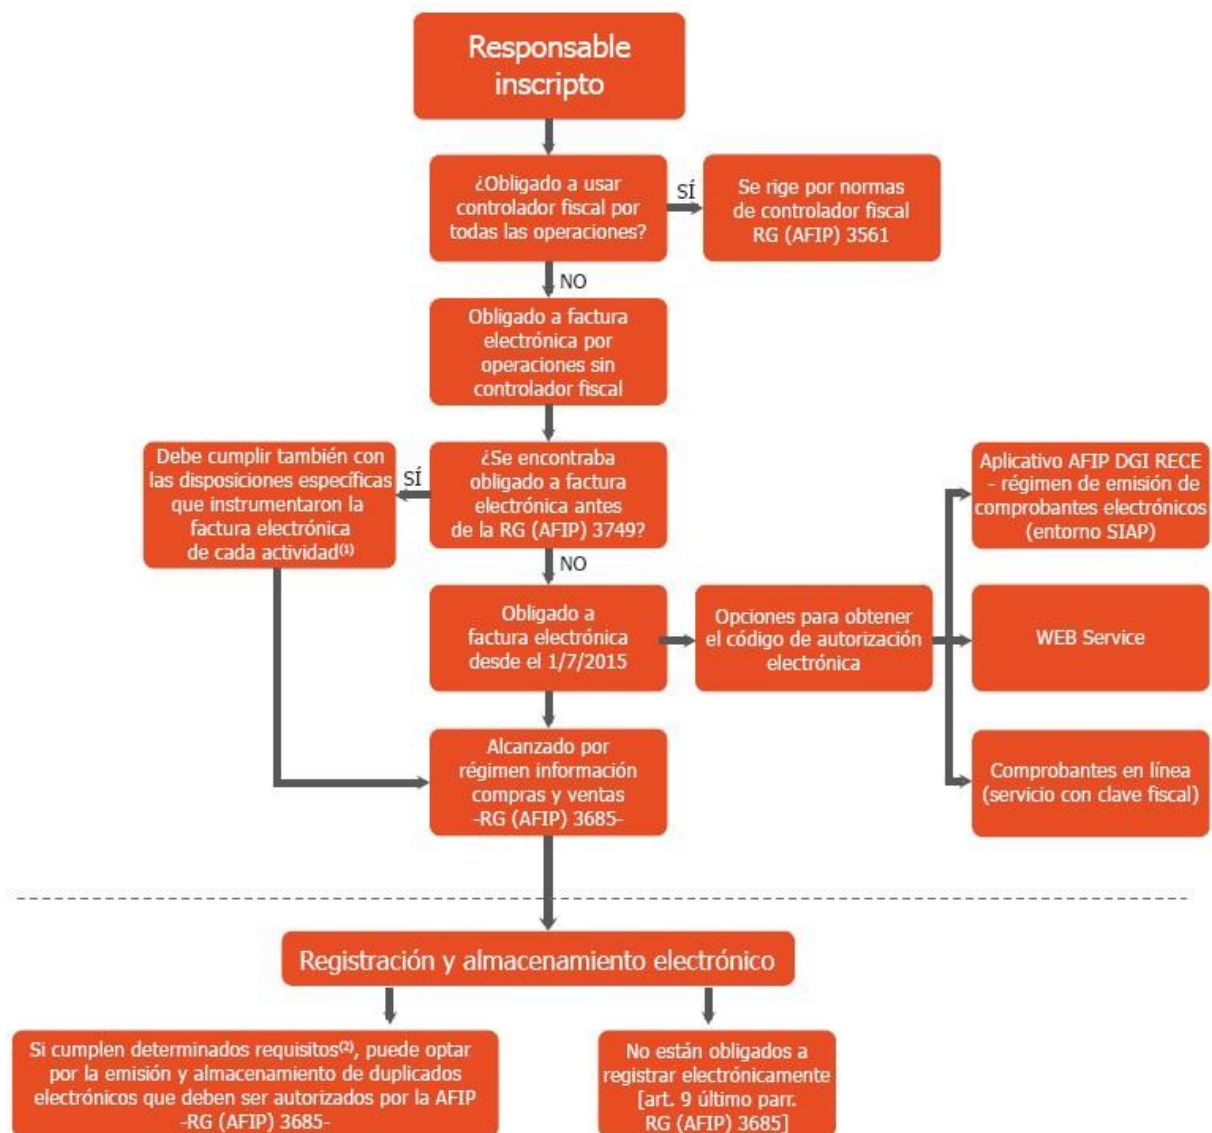 Responsable
inscripto
¿Obligado a usar
controlador fiscal por
todas las operaciones?
SÍ
Se rige por normas
de controlador fiscal
RG (AFIP) 3561
NO
Obligado a factura
electrónica por
operaciones sin
controlador fiscal
Debe cumplir también con
las disposiciones específicas
que instrumentaron la
factura electrónica
de cada actividad(1)
SÍ
¿Se encontraba
obligado a factura
electrónica antes
de la RG (AFIP) 3749?
NO
Obligado a
factura electrónica
desde el 1/7/2015
Opciones para obtener
el código de autorización
electrónica
Aplicativo AFIP DGI RECE
- régimen de emisión de
comprobantes electrónicos
(entorno SIAP)
WEB Service
Comprobantes en línea
(servicio con clave fiscal)
Alcanzado por
régimen información
compras y ventas
-RG (AFIP) 3685-
Registración y almacenamiento electrónico
Si cumplen determinados requisitos(2), puede optar
por la emisión y almacenamiento de duplicados
electrónicos que deben ser autorizados por la AFIP
-RG (AFIP) 3685-
No están obligados a
registrar electrónicamente
[art. 9 último parr.
RG (AFIP) 3685]